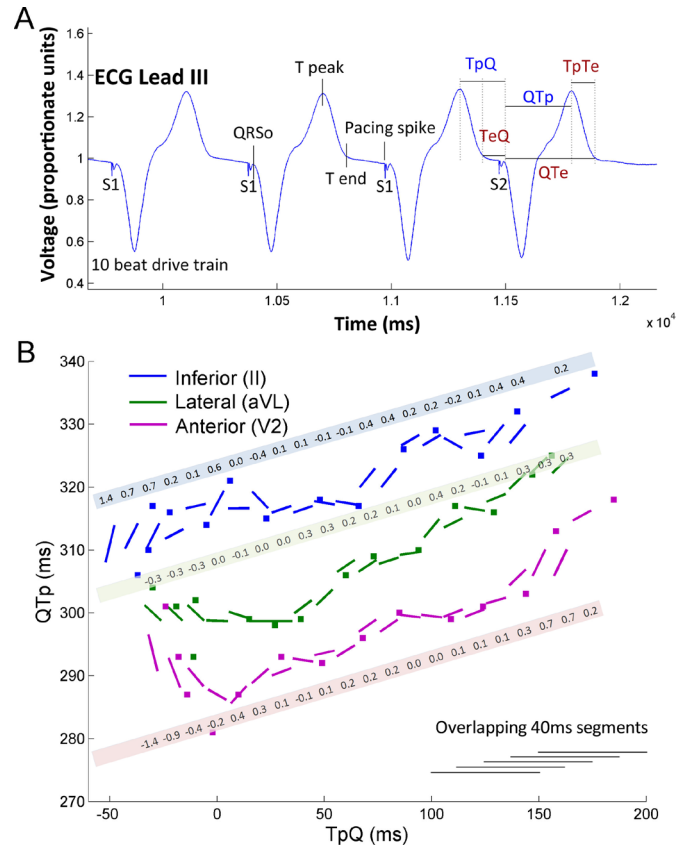 A
ECG Lead III
Voltage (proportionate units)
1.6
1.4
1.2
1
0.8
0.6
0.4
T peak
TpQ
TpTe
QRSo
Pacing spike
QTp
TeQ
S1
S1
T end
S1
S2
QTe
10 beat drive train
1
1.05
1.1
1.15
1.2
Time (ms)
x 10⁴
B
340
330
320
310
300
290
280
270
QTp (ms)
Inferior (II)
Lateral (aVL)
Anterior (V2)
1.4 0.7 0.7 0.2 0.1 0.6 0.0 -0.4 0.1 0.1 -0.1 -0.1 0.4 0.4 0.2 0.2 -0.2 0.1 0.4 0.4 0.2
-0.3 -0.3 -0.3 0.0 -0.1 0.0 0.0 0.3 0.3 0.2 0.2 0.1 0.0 0.4 0.2 -0.1 0.1 0.3 0.3 0.3 0.3
-1.4 -0.9 -0.4 -0.2 0.4 0.3 0.1 -0.1 0.1 0.2 0.2 0.2 0.0 0.0 0.1 0.1 0.1 0.3 0.7 0.7 0.2
Overlapping 40ms segments
-50
0
50
100
150
200
TpQ (ms)